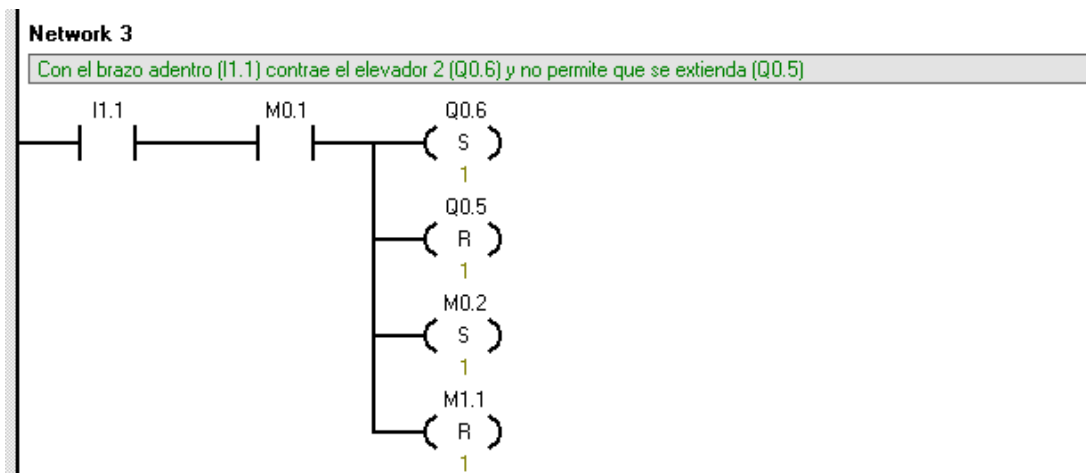 Network 3
Con el brazo adentro (I1.1) contrae el elevador 2 (Q0.6) y no permite que se extienda (Q0.5)
I1.1 M0.1 Q0.6
S
1
Q0.5
R
1
M0.2
S
1
M1.1
R
1